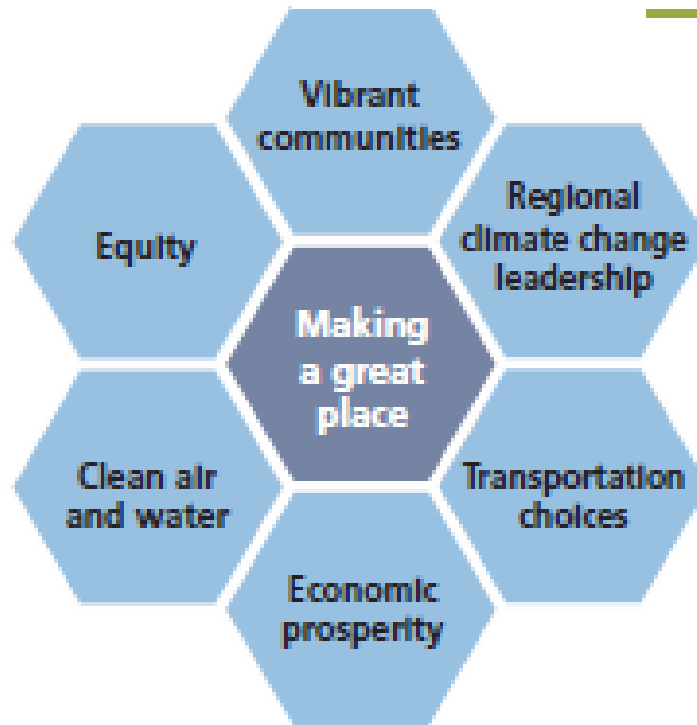 Vibrant
communities
Regional
climate change
leadership
Equity
Making
a great
place
Clean air
and water
Transportation
choices
Economic
prosperity